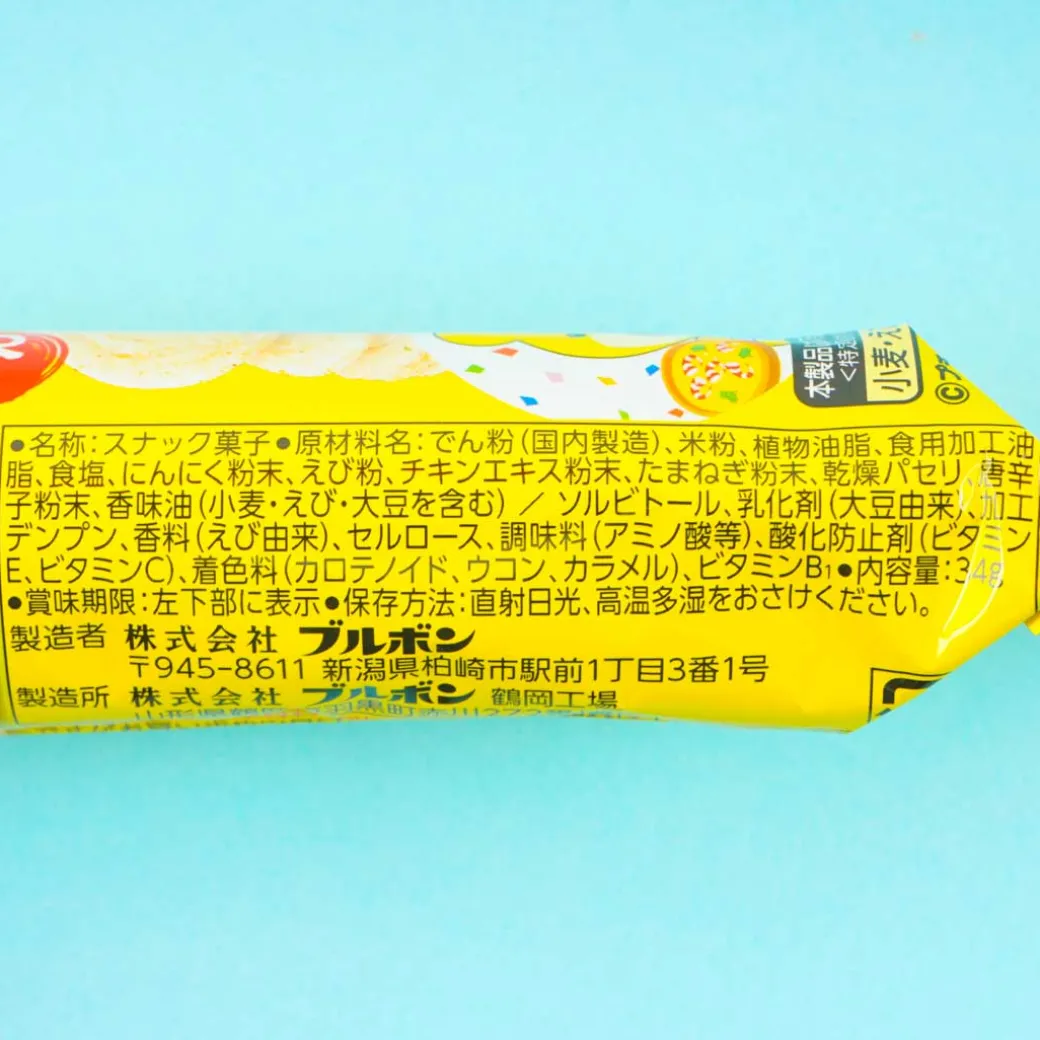 本製品
小麦・え
©プ
●名称:スナック菓子●原材料名:でん粉(国内製造)、米粉、植物油脂、食用加工油
脂、食塩、にんにく粉末、えび粉、チキンエキス粉末、たまねぎ粉末、乾燥パセリ、唐辛
子粉末、香味油(小麦・えび・大豆を含む)/ソルビトール、乳化剤(大豆由来)、加工
デンプン、香料(えび由来)、セルロース、調味料(アミノ酸等)、酸化防止剤(ビタミン
E、ビタミンC)、着色料(カロテノイド、ウコン、カラメル)、ビタミンB₁●内容量:34g
●賞味期限:左下部に表示●保存方法:直射日光、高温多湿をおさけください。
製造者 株式会社 ブルボン
〒945-8611 新潟県柏崎市駅前1丁目3番1号
製造所 株式会社 ブルボン 鶴岡工場